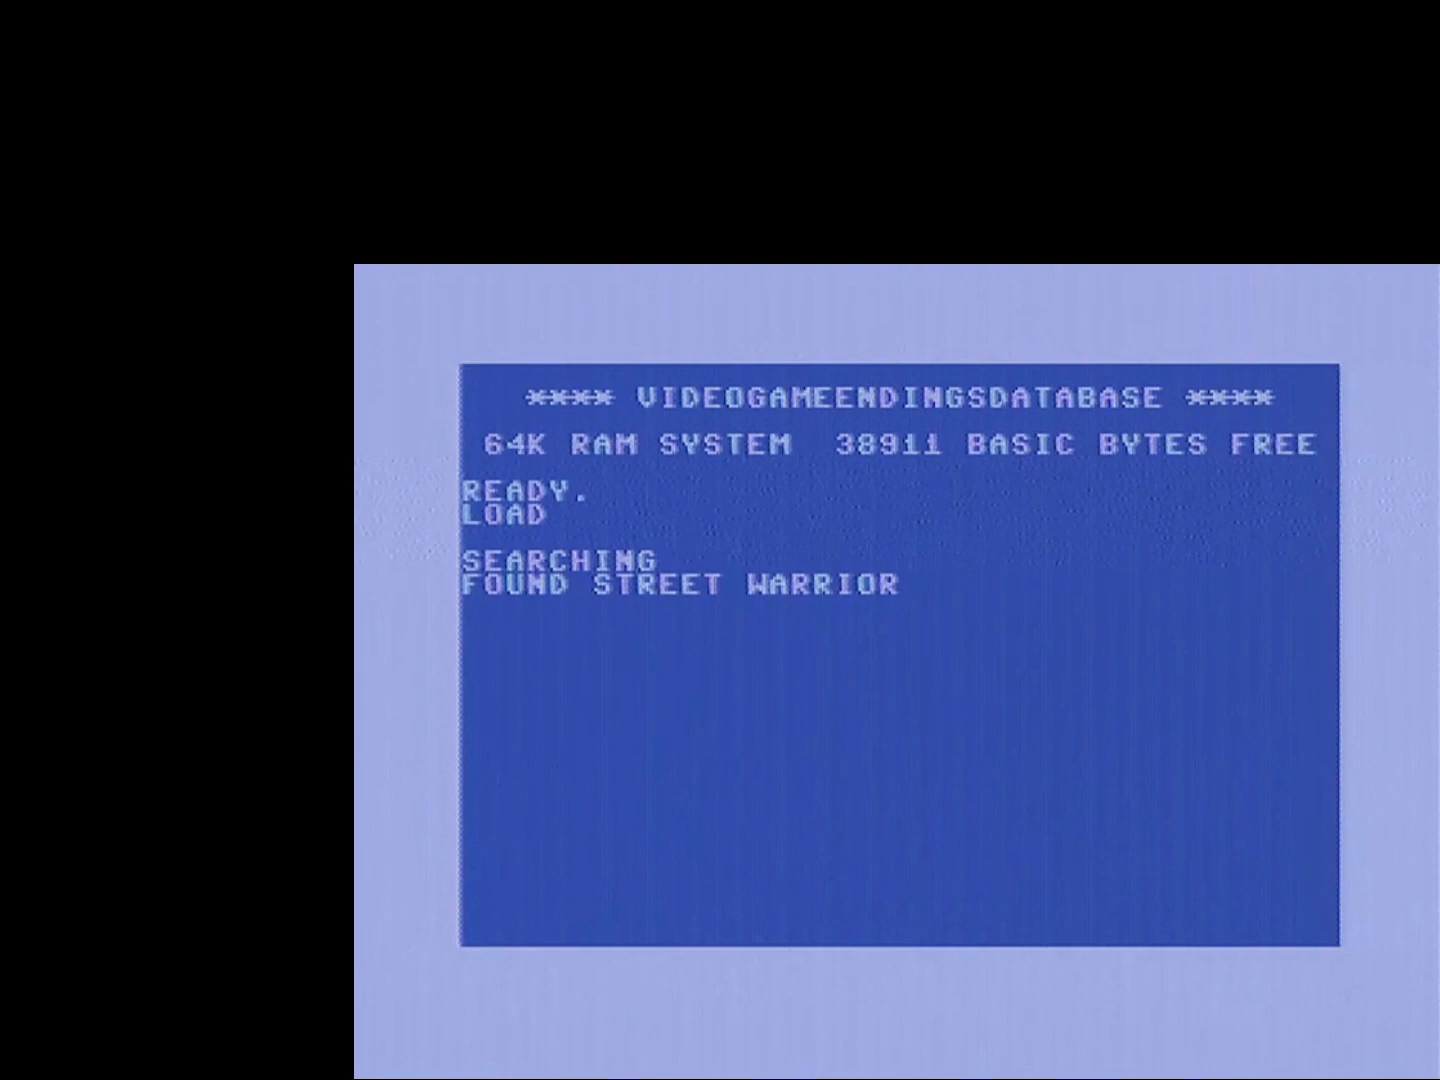 **** VIDEOGAMEENDINGSDATABASE ****
64K RAM SYSTEM  38911 BASIC BYTES FREE
READY.
LOAD
SEARCHING
FOUND STREET WARRIOR